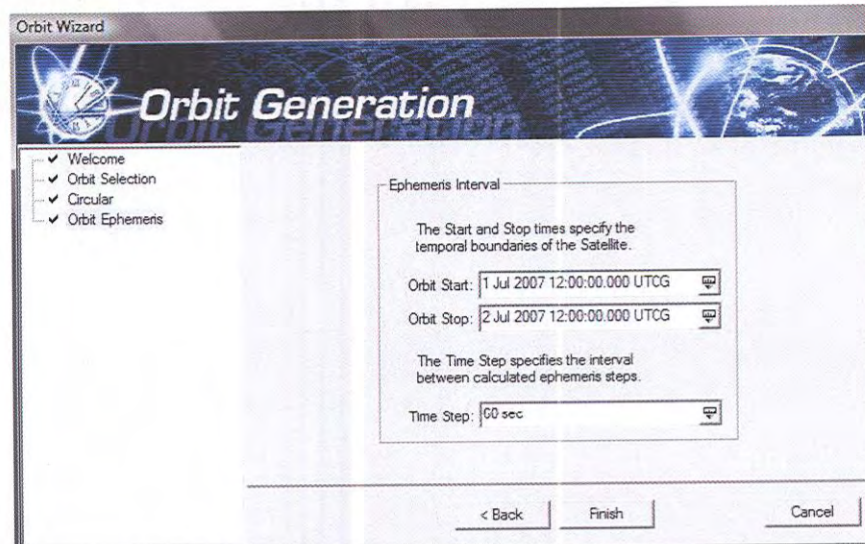 Orbit Wizard
Orbit Generation
Welcome
Orbit Selection
Circular
Orbit Ephemeris
Ephemeris Interval
The Start and Stop times specify the
temporal boundaries of the Satellite.
Orbit Start: 1 Jul 2007 12:00:00.000 UTCG
Orbit Stop: 2 Jul 2007 12:00:00.000 UTCG
The Time Step specifies the interval
between calculated ephemeris steps.
Time Step: 60 sec
< Back
Finish
Cancel